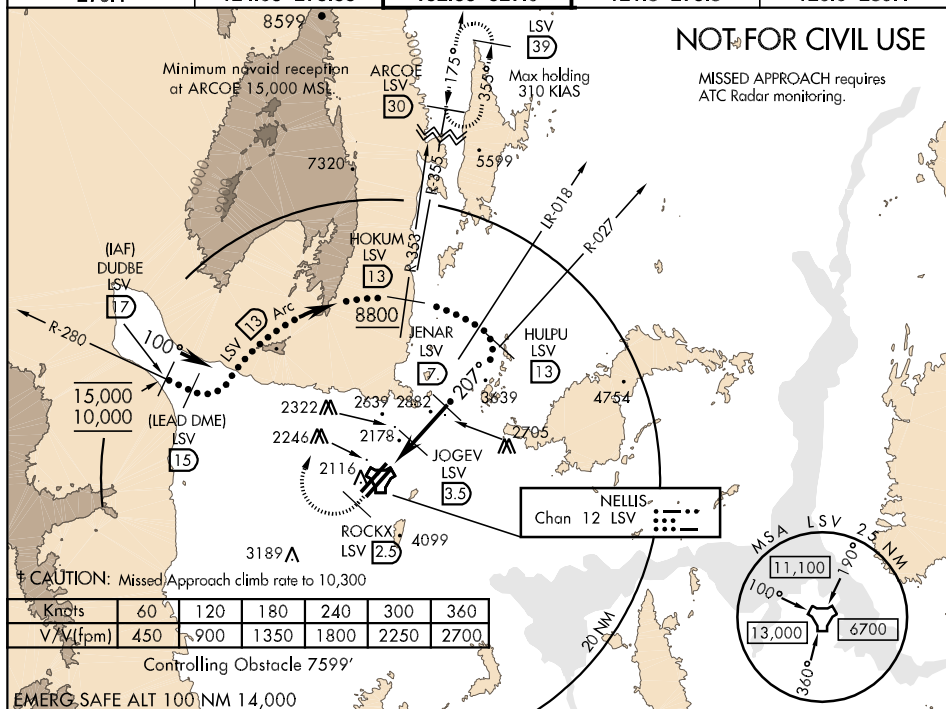 8599
Minimum navaid reception
at ARCOE 15,000 MSL
ARCOE
LSV
30
175°
355°
LSV
39
Max holding
310 KIAS
NOT FOR CIVIL USE
MISSED APPROACH requires
ATC Radar monitoring.
3000
6000
9000
7320
5599
R-355
R-353
LR-018
R-027
(IAF)
DUDBE
LSV
17
HOKUM
LSV
13
8800
R-280
100°
LSV 13 Arc
JENAR
LSV
7
HULPU
LSV
13
207°
15,000
10,000
(LEAD DME)
LSV
15
2322
2639
2882
3639
4754
2246
2178
2705
2116
JOGEV
LSV
3.5
NELLIS
Chan 12 LSV
ROCKX
LSV 2.5
4099
3189
20 NM
MSA LSV 25 NM
11,100
190°
100°
13,000
6700
360°
‡ CAUTION: Missed Approach climb rate to 10,300
Knots 60 120 180 240 300 360
V/V(fpm) 450 900 1350 1800 2250 2700
Controlling Obstacle 7599'
EMERG SAFE ALT 100 NM 14,000